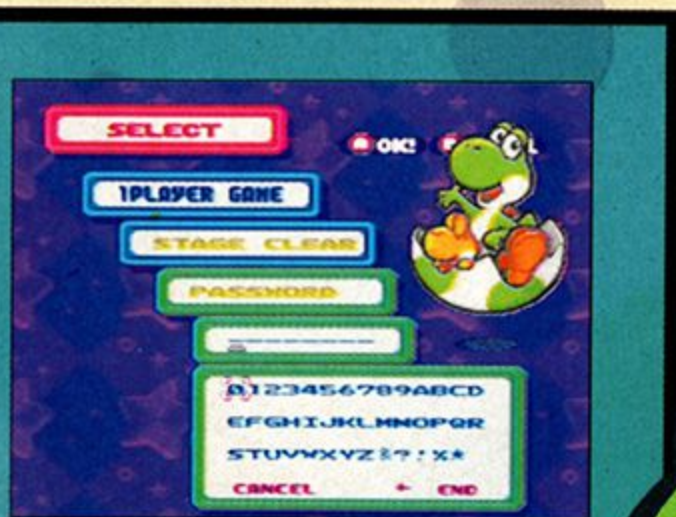 SELECT
OK!
1PLAYER GAME
STAGE CLEAR
PASSWORD
0123456789ABCD
EFGHIJKLMNOPQR
STUVWXYZ&?!%*
CANCEL ← END